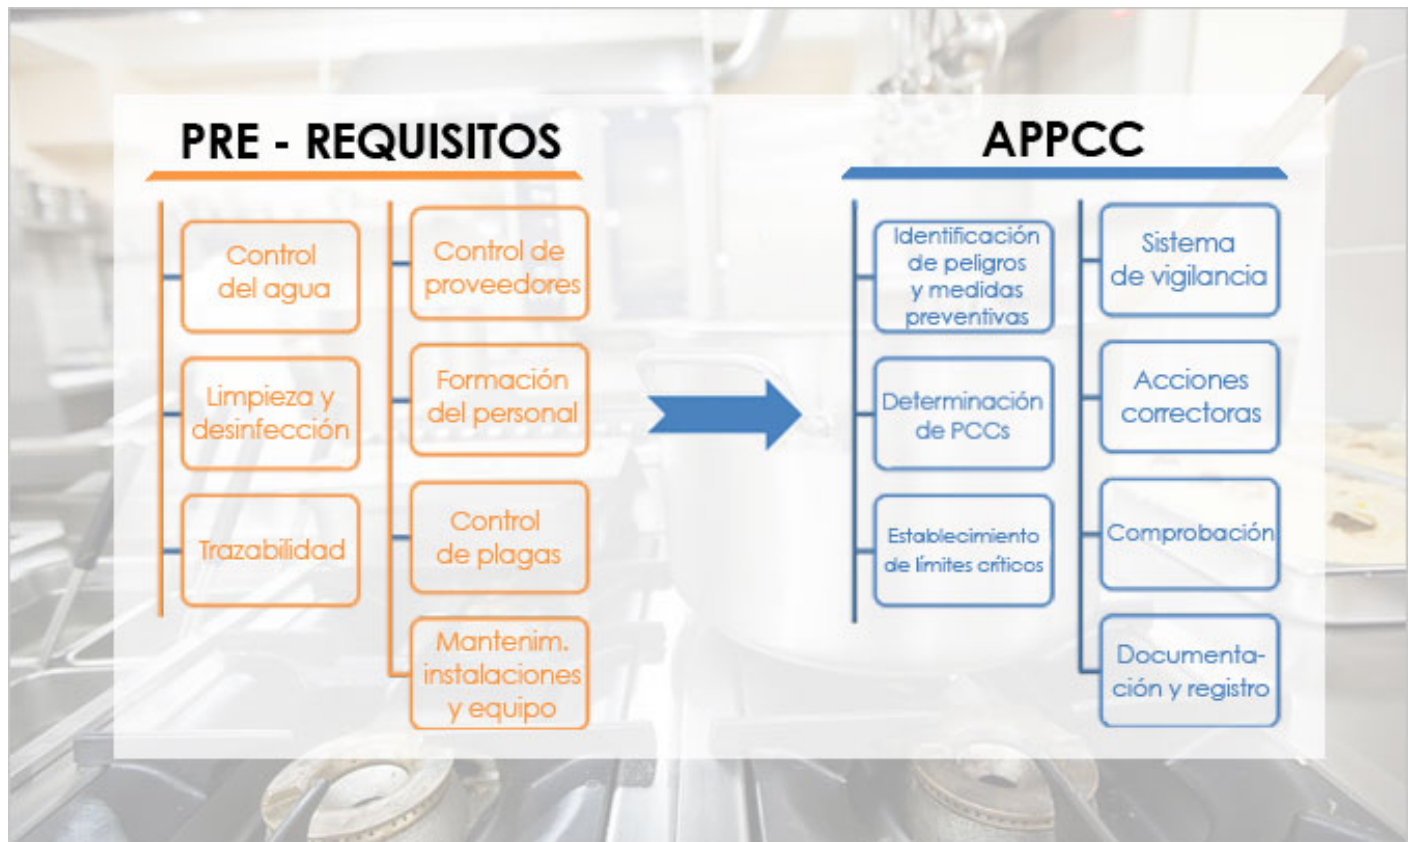 PRE - REQUISITOS
Control
del agua
Limpieza y
desinfección
Trazabilidad
Control de
proveedores
Formación
del personal
Control
de plagas
Mantenim.
instalaciones
y equipo
APPCC
Identificación
de peligros
y medidas
preventivas
Determinación
de PCCs
Establecimiento
de límites críticos
Sistema
de vigilancia
Acciones
correctoras
Comprobación
Documenta-
ción y registro